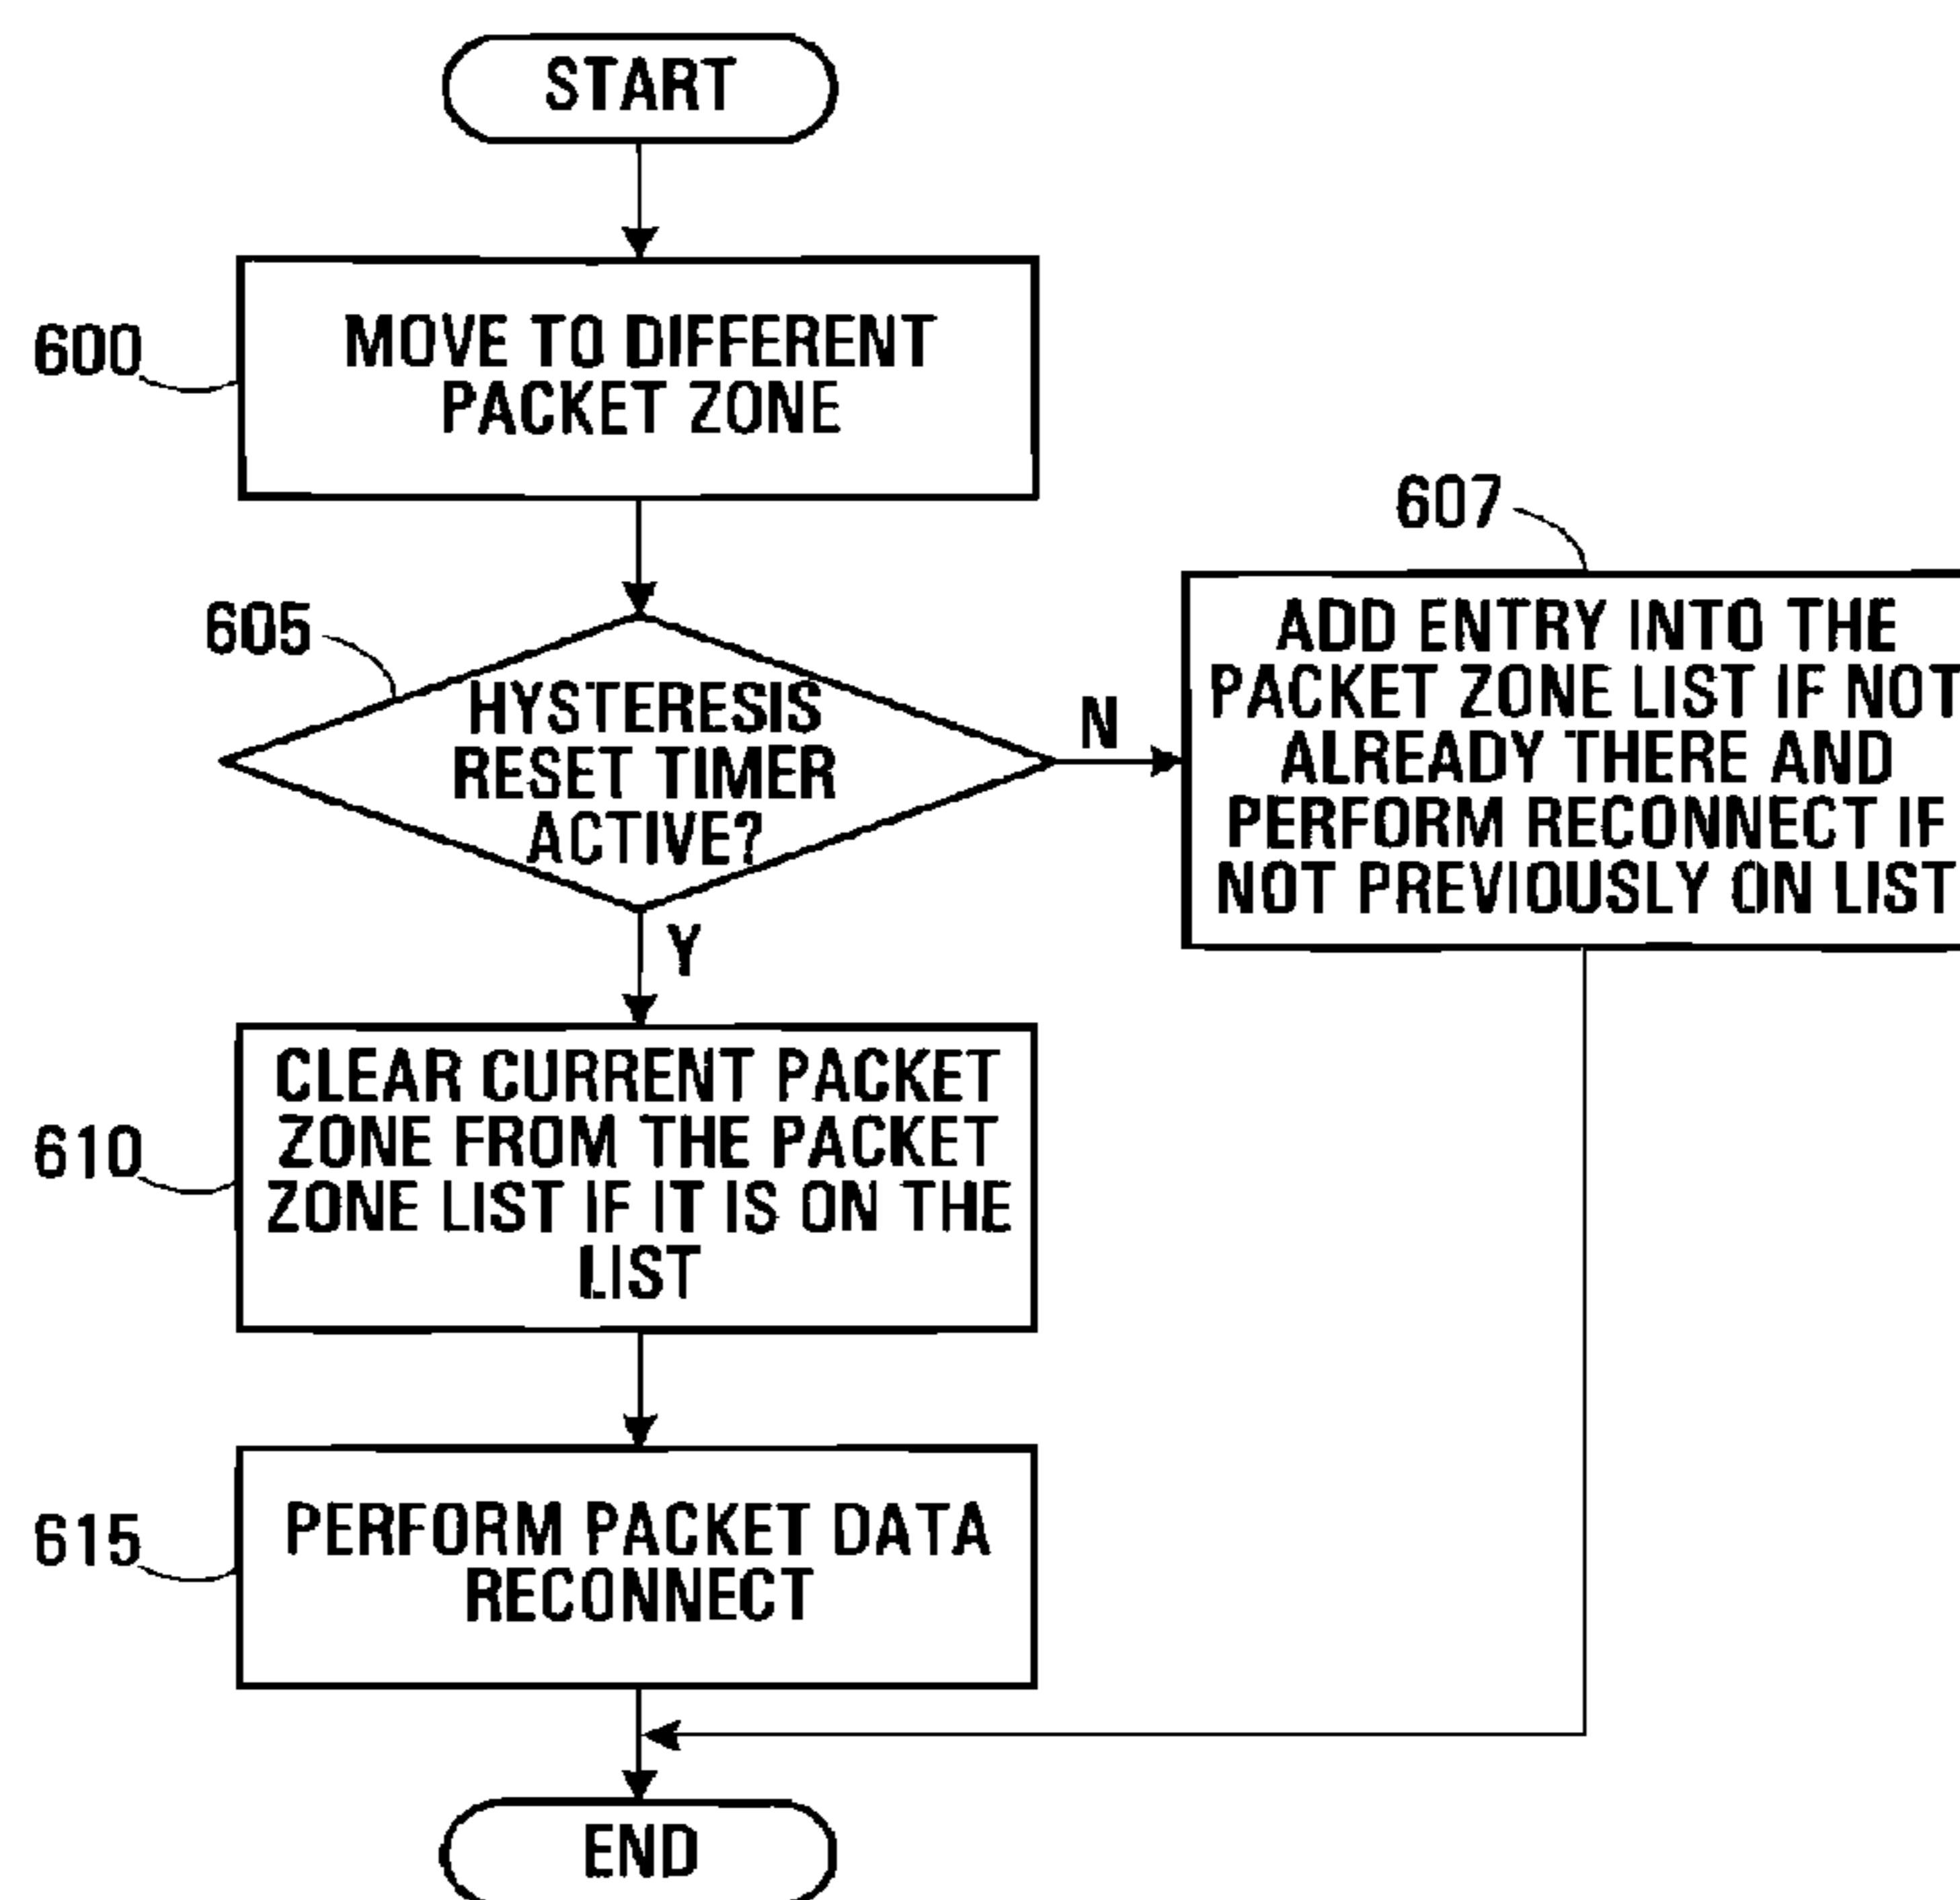 START
600
MOVE TO DIFFERENT
PACKET ZONE
605
HYSTERESIS
RESET TIMER
ACTIVE?
N
607
ADD ENTRY INTO THE
PACKET ZONE LIST IF NOT
ALREADY THERE AND
PERFORM RECONNECT IF
NOT PREVIOUSLY ON LIST
Y
610
CLEAR CURRENT PACKET
ZONE FROM THE PACKET
ZONE LIST IF IT IS ON THE
LIST
615
PERFORM PACKET DATA
RECONNECT
END